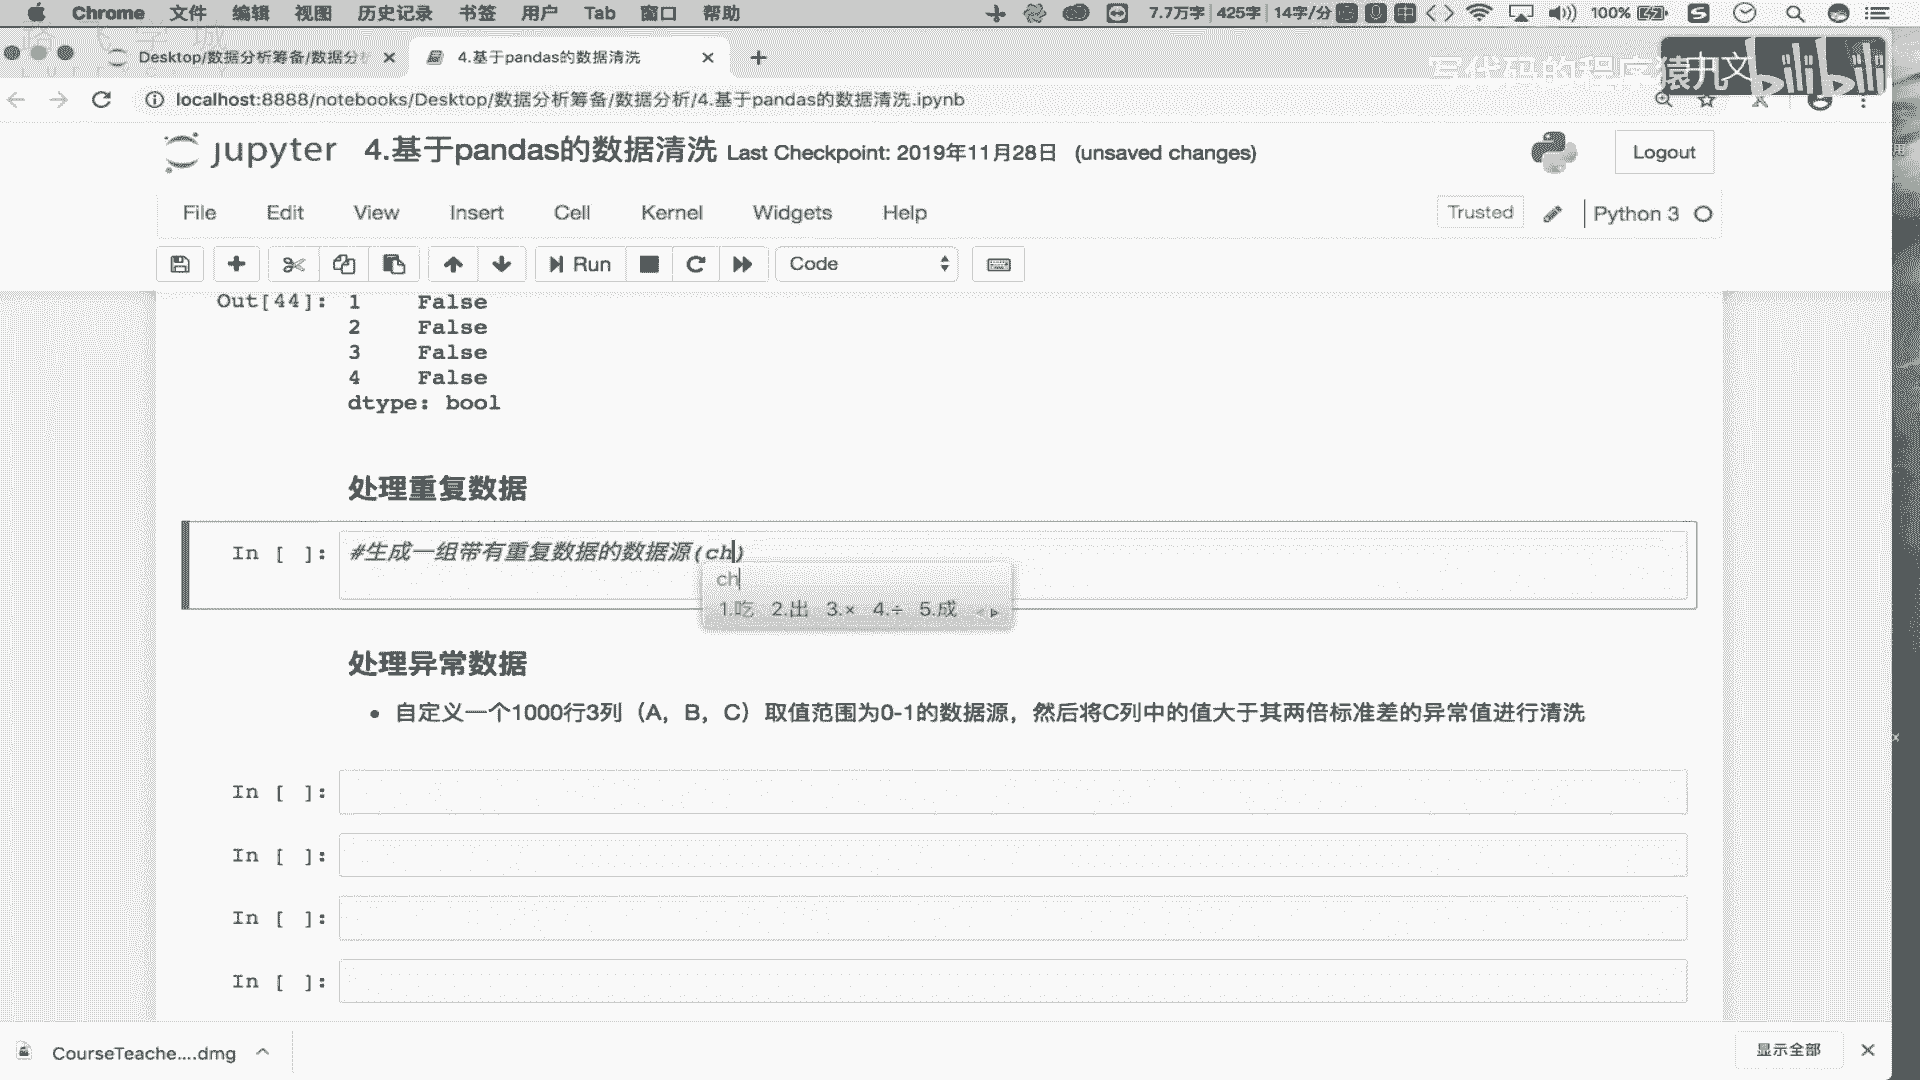 Chrome 文件 编辑 视图 历史记录 书签 用户 Tab 窗口 帮助 7.7万字 425字 14字/分 100%
Desktop/数据分析筹备/数据分
4.基于pandas的数据清洗
写代码的程序猿九
中文
bilibili
localhost:8888/notebooks/Desktop/数据分析筹备/数据分析/4.基于pandas的数据清洗.ipynb
jupyter 4.基于pandas的数据清洗 Last Checkpoint: 2019年11月28日 (unsaved changes)
Logout
File Edit View Insert Cell Kernel Widgets Help
Trusted
Python 3
Run
Code
Out[44]: 1 False
2 False
3 False
4 False
dtype: bool
处理重复数据
In [ ]: #生成一组带有重复数据的数据源(ch)
ch
1.吃 2.出 3.× 4.÷ 5.成
处理异常数据
• 自定义一个1000行3列（A，B，C）取值范围为0-1的数据源，然后将C列中的值大于其两倍标准差的异常值进行清洗
In [ ]:
In [ ]:
In [ ]:
In [ ]:
CourseTeache....dmg
显示全部